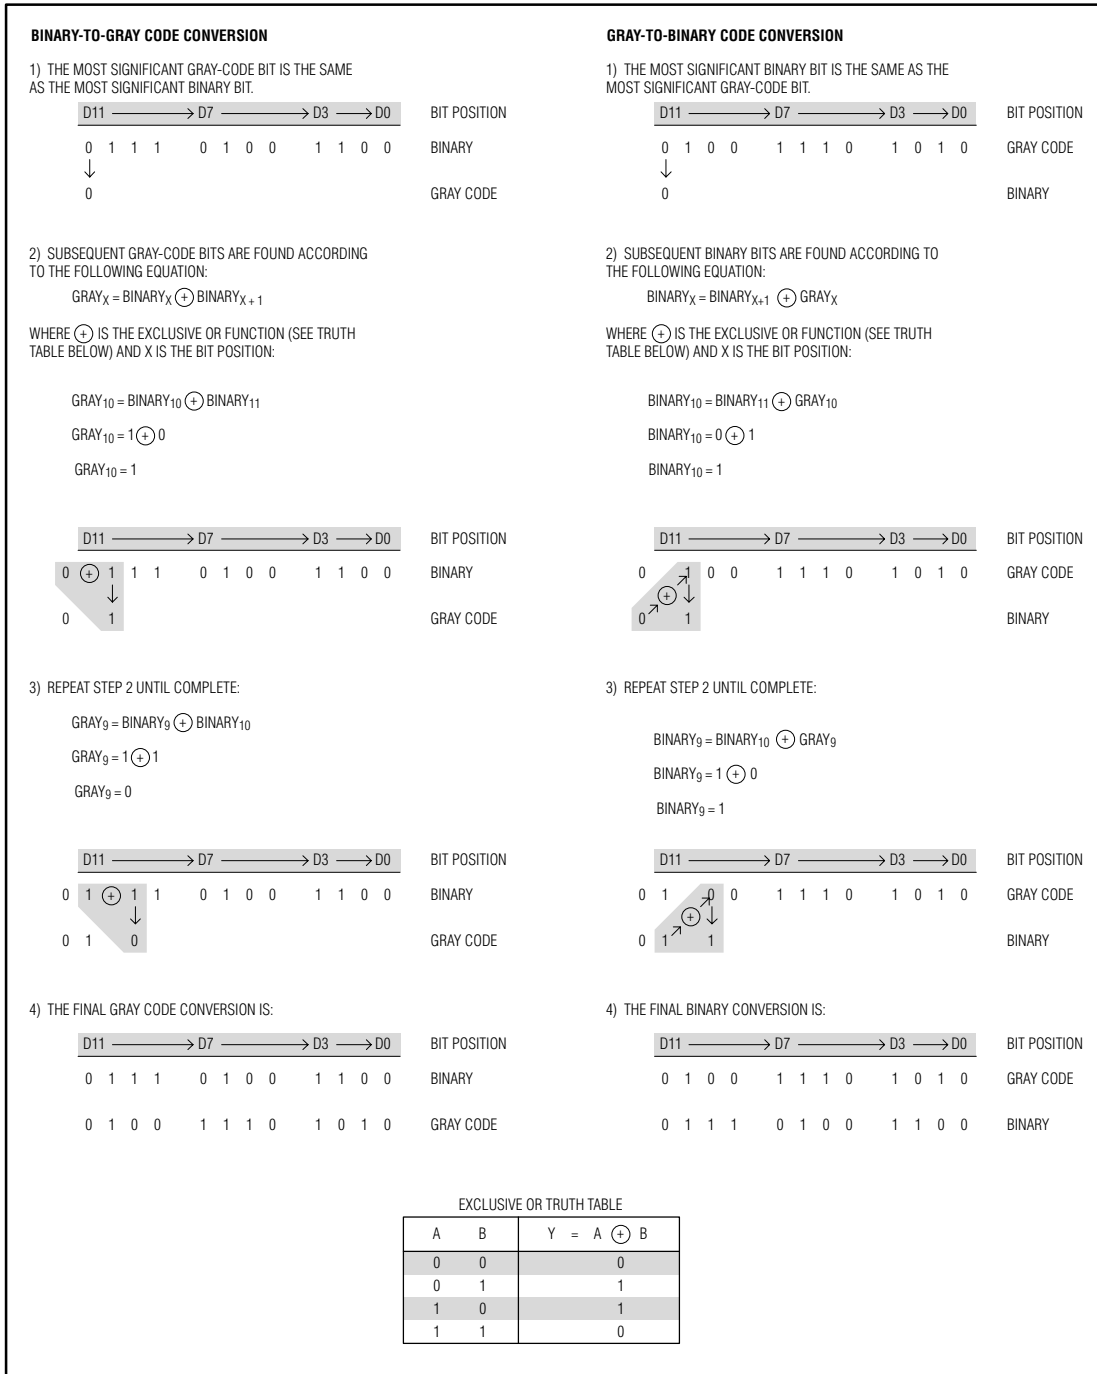 BINARY-TO-GRAY CODE CONVERSION
1) THE MOST SIGNIFICANT GRAY-CODE BIT IS THE SAME
AS THE MOST SIGNIFICANT BINARY BIT.
D11 → D7 → D3 → D0 BIT POSITION
0 1 1 1 0 1 0 0 1 1 0 0 BINARY
↓
0 GRAY CODE
2) SUBSEQUENT GRAY-CODE BITS ARE FOUND ACCORDING
TO THE FOLLOWING EQUATION:
GRAYX = BINARYX ⊕ BINARYX + 1
WHERE ⊕ IS THE EXCLUSIVE OR FUNCTION (SEE TRUTH
TABLE BELOW) AND X IS THE BIT POSITION:
GRAY10 = BINARY10 ⊕ BINARY11
GRAY10 = 1 ⊕ 0
GRAY10 = 1
D11 → D7 → D3 → D0 BIT POSITION
0 ⊕ 1 1 1 0 1 0 0 1 1 0 0 BINARY
↓
0 1 GRAY CODE
3) REPEAT STEP 2 UNTIL COMPLETE:
GRAY9 = BINARY9 ⊕ BINARY10
GRAY9 = 1 ⊕ 1
GRAY9 = 0
D11 → D7 → D3 → D0 BIT POSITION
0 1 ⊕ 1 1 0 1 0 0 1 1 0 0 BINARY
↓
0 1 0 GRAY CODE
4) THE FINAL GRAY CODE CONVERSION IS:
D11 → D7 → D3 → D0 BIT POSITION
0 1 1 1 0 1 0 0 1 1 0 0 BINARY
0 1 0 0 1 1 1 0 1 0 1 0 GRAY CODE
GRAY-TO-BINARY CODE CONVERSION
1) THE MOST SIGNIFICANT BINARY BIT IS THE SAME AS THE
MOST SIGNIFICANT GRAY-CODE BIT.
D11 → D7 → D3 → D0 BIT POSITION
0 1 0 0 1 1 1 0 1 0 1 0 GRAY CODE
↓
0 BINARY
2) SUBSEQUENT BINARY BITS ARE FOUND ACCORDING TO
THE FOLLOWING EQUATION:
BINARYX = BINARYX+1 ⊕ GRAYX
WHERE ⊕ IS THE EXCLUSIVE OR FUNCTION (SEE TRUTH
TABLE BELOW) AND X IS THE BIT POSITION:
BINARY10 = BINARY11 ⊕ GRAY10
BINARY10 = 0 ⊕ 1
BINARY10 = 1
D11 → D7 → D3 → D0 BIT POSITION
0 1 0 0 1 1 1 0 1 0 1 0 GRAY CODE
⊕ ↓
0 1 BINARY
3) REPEAT STEP 2 UNTIL COMPLETE:
BINARY9 = BINARY10 ⊕ GRAY9
BINARY9 = 1 ⊕ 0
BINARY9 = 1
D11 → D7 → D3 → D0 BIT POSITION
0 1 0 0 1 1 1 0 1 0 1 0 GRAY CODE
⊕ ↓
0 1 1 BINARY
4) THE FINAL BINARY CONVERSION IS:
D11 → D7 → D3 → D0 BIT POSITION
0 1 0 0 1 1 1 0 1 0 1 0 GRAY CODE
0 1 1 1 0 1 0 0 1 1 0 0 BINARY
EXCLUSIVE OR TRUTH TABLE
A B Y = A ⊕ B
0 0 0
0 1 1
1 0 1
1 1 0